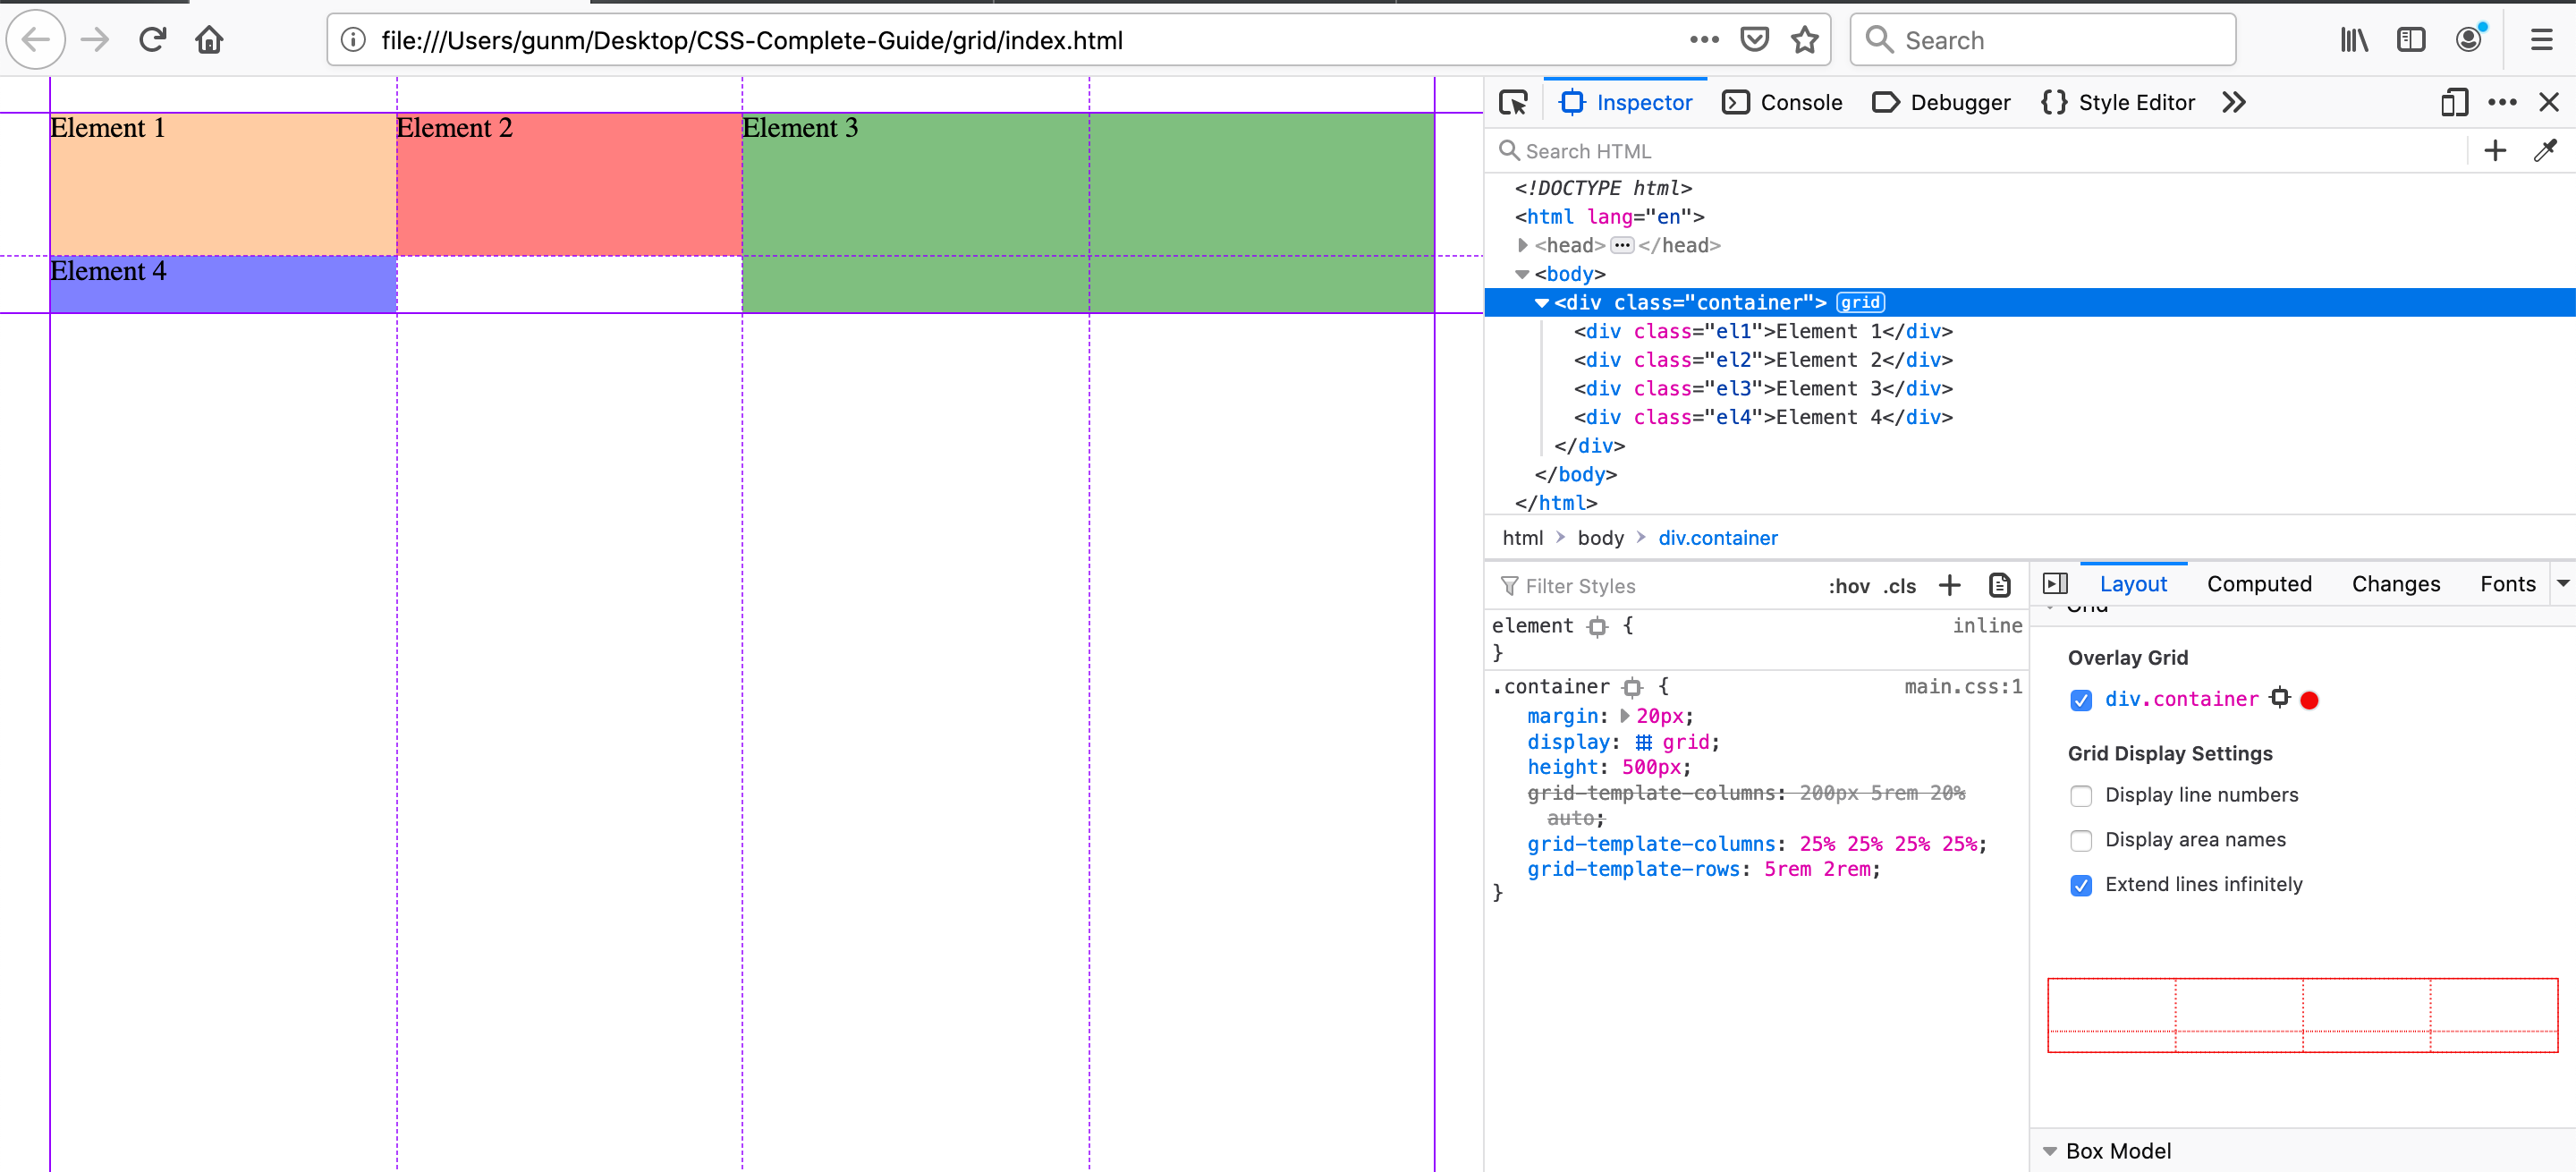 file:///Users/gunm/Desktop/CSS-Complete-Guide/grid/index.html
Search
Element 1
Element 2
Element 3
Element 4
Inspector
Console
Debugger
Style Editor
Search HTML
<!DOCTYPE html>
<html lang="en">
<head> ••• </head>
<body>
<div class="container"> grid
<div class="el1">Element 1</div>
<div class="el2">Element 2</div>
<div class="el3">Element 3</div>
<div class="el4">Element 4</div>
</div>
</body>
</html>
html > body > div.container
Filter Styles
:hov .cls
element { inline
}
.container { main.css:1
margin: 20px;
display: grid;
height: 500px;
grid-template-columns: 200px 5rem 20%
auto;
grid-template-columns: 25% 25% 25% 25%;
grid-template-rows: 5rem 2rem;
}
Layout
Computed
Changes
Fonts
Grid
Overlay Grid
div.container
Grid Display Settings
Display line numbers
Display area names
Extend lines infinitely
Box Model